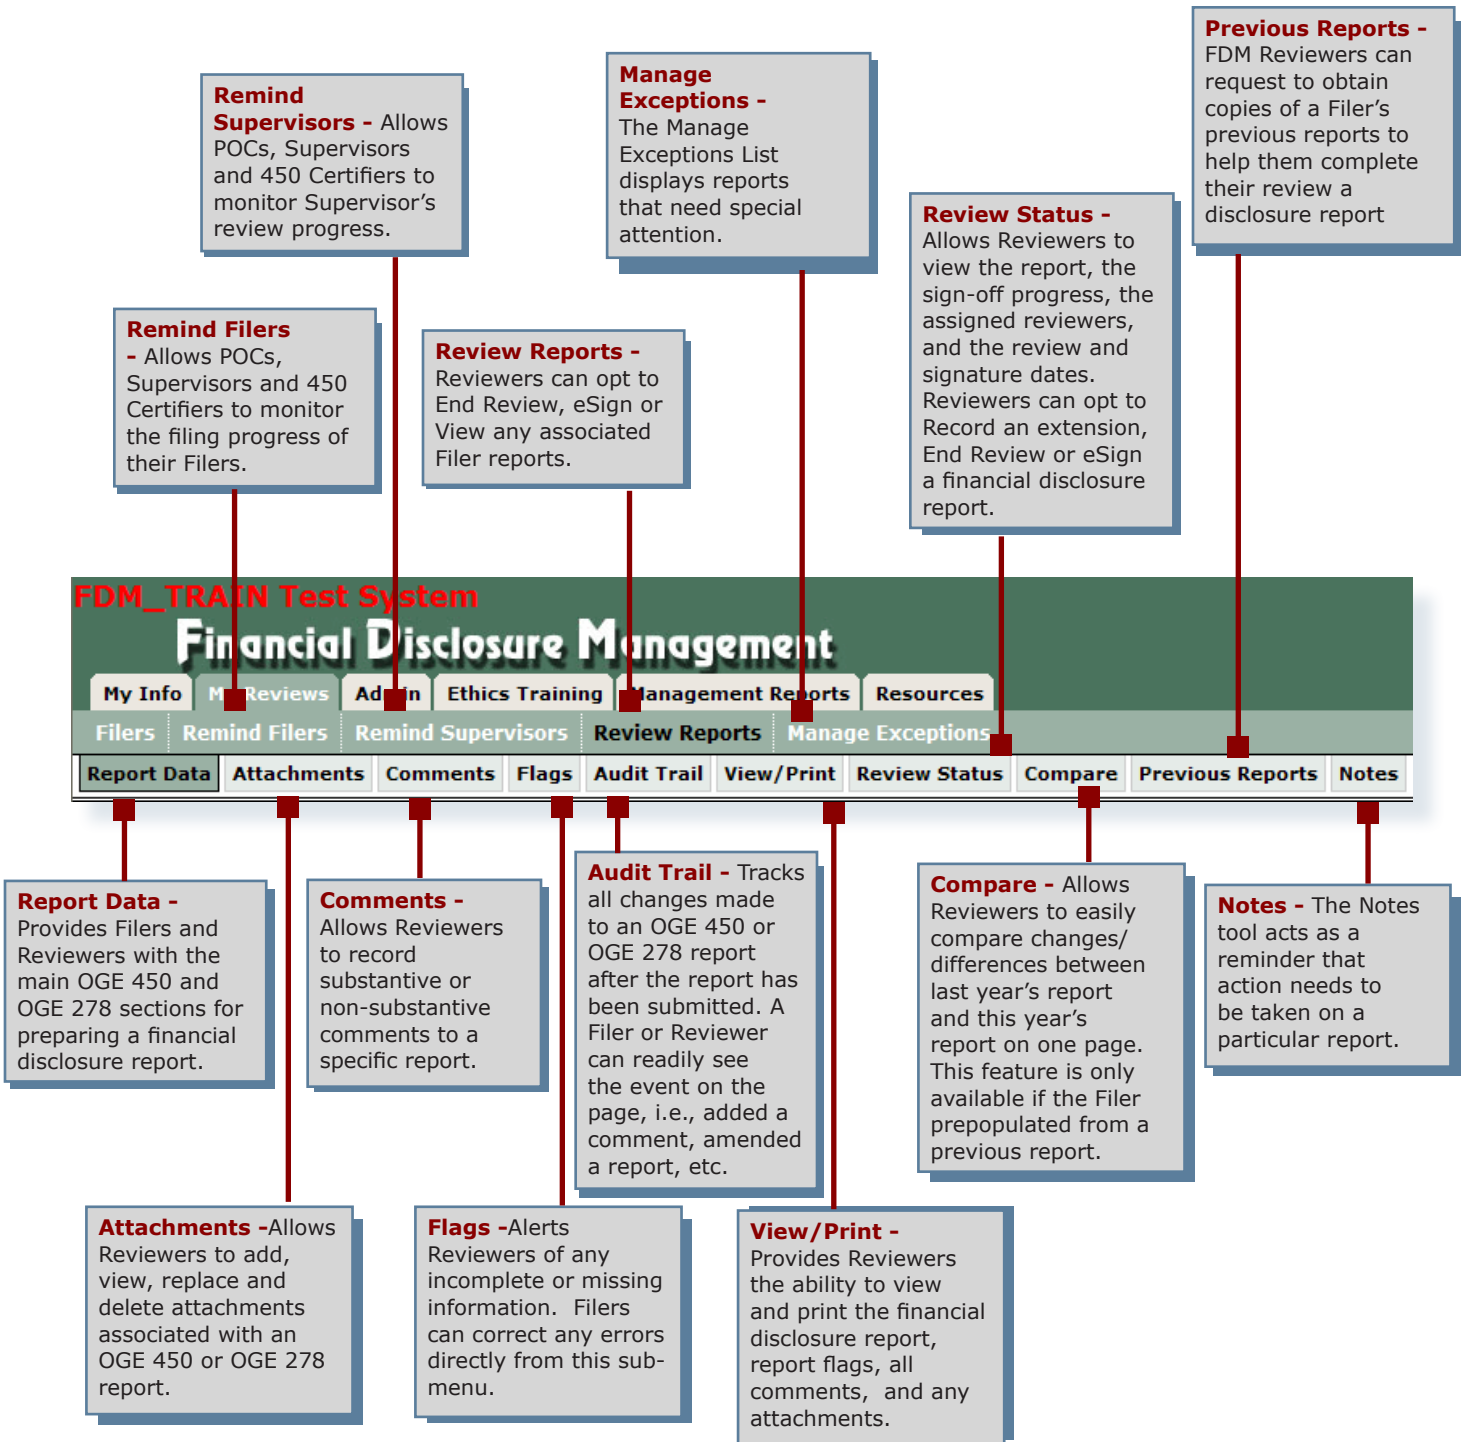 Previous Reports -
FDM Reviewers can
request to obtain
copies of a Filer's
previous reports to
help them complete
their review a
disclosure report
Manage
Exceptions -
The Manage
Exceptions List
displays reports
that need special
attention.
Remind
Supervisors - Allows
POCs, Supervisors
and 450 Certifiers to
monitor Supervisor's
review progress.
Review Status -
Allows Reviewers to
view the report, the
sign-off progress, the
assigned reviewers,
and the review and
signature dates.
Reviewers can opt to
Record an extension,
End Review or eSign
a financial disclosure
report.
Remind Filers
- Allows POCs,
Supervisors and 450
Certifiers to monitor
the filing progress of
their Filers.
Review Reports -
Reviewers can opt to
End Review, eSign or
View any associated
Filer reports.
FDM_TRAIN Test System
Financial Disclosure Management
My Info My Reviews Admin Ethics Training Management Reports Resources
Filers Remind Filers Remind Supervisors Review Reports Manage Exceptions
Report Data Attachments Comments Flags Audit Trail View/Print Review Status Compare Previous Reports Notes
Report Data -
Provides Filers and
Reviewers with the
main OGE 450 and
OGE 278 sections for
preparing a financial
disclosure report.
Comments -
Allows Reviewers
to record
substantive or
non-substantive
comments to a
specific report.
Audit Trail - Tracks
all changes made
to an OGE 450 or
OGE 278 report
after the report has
been submitted. A
Filer or Reviewer
can readily see
the event on the
page, i.e., added a
comment, amended
a report, etc.
Compare - Allows
Reviewers to easily
compare changes/
differences between
last year's report
and this year's
report on one page.
This feature is only
available if the Filer
prepopulated from a
previous report.
Notes - The Notes
tool acts as a
reminder that
action needs to
be taken on a
particular report.
Attachments -Allows
Reviewers to add,
view, replace and
delete attachments
associated with an
OGE 450 or OGE 278
report.
Flags -Alerts
Reviewers of any
incomplete or missing
information. Filers
can correct any errors
directly from this sub-
menu.
View/Print -
Provides Reviewers
the ability to view
and print the financial
disclosure report,
report flags, all
comments, and any
attachments.